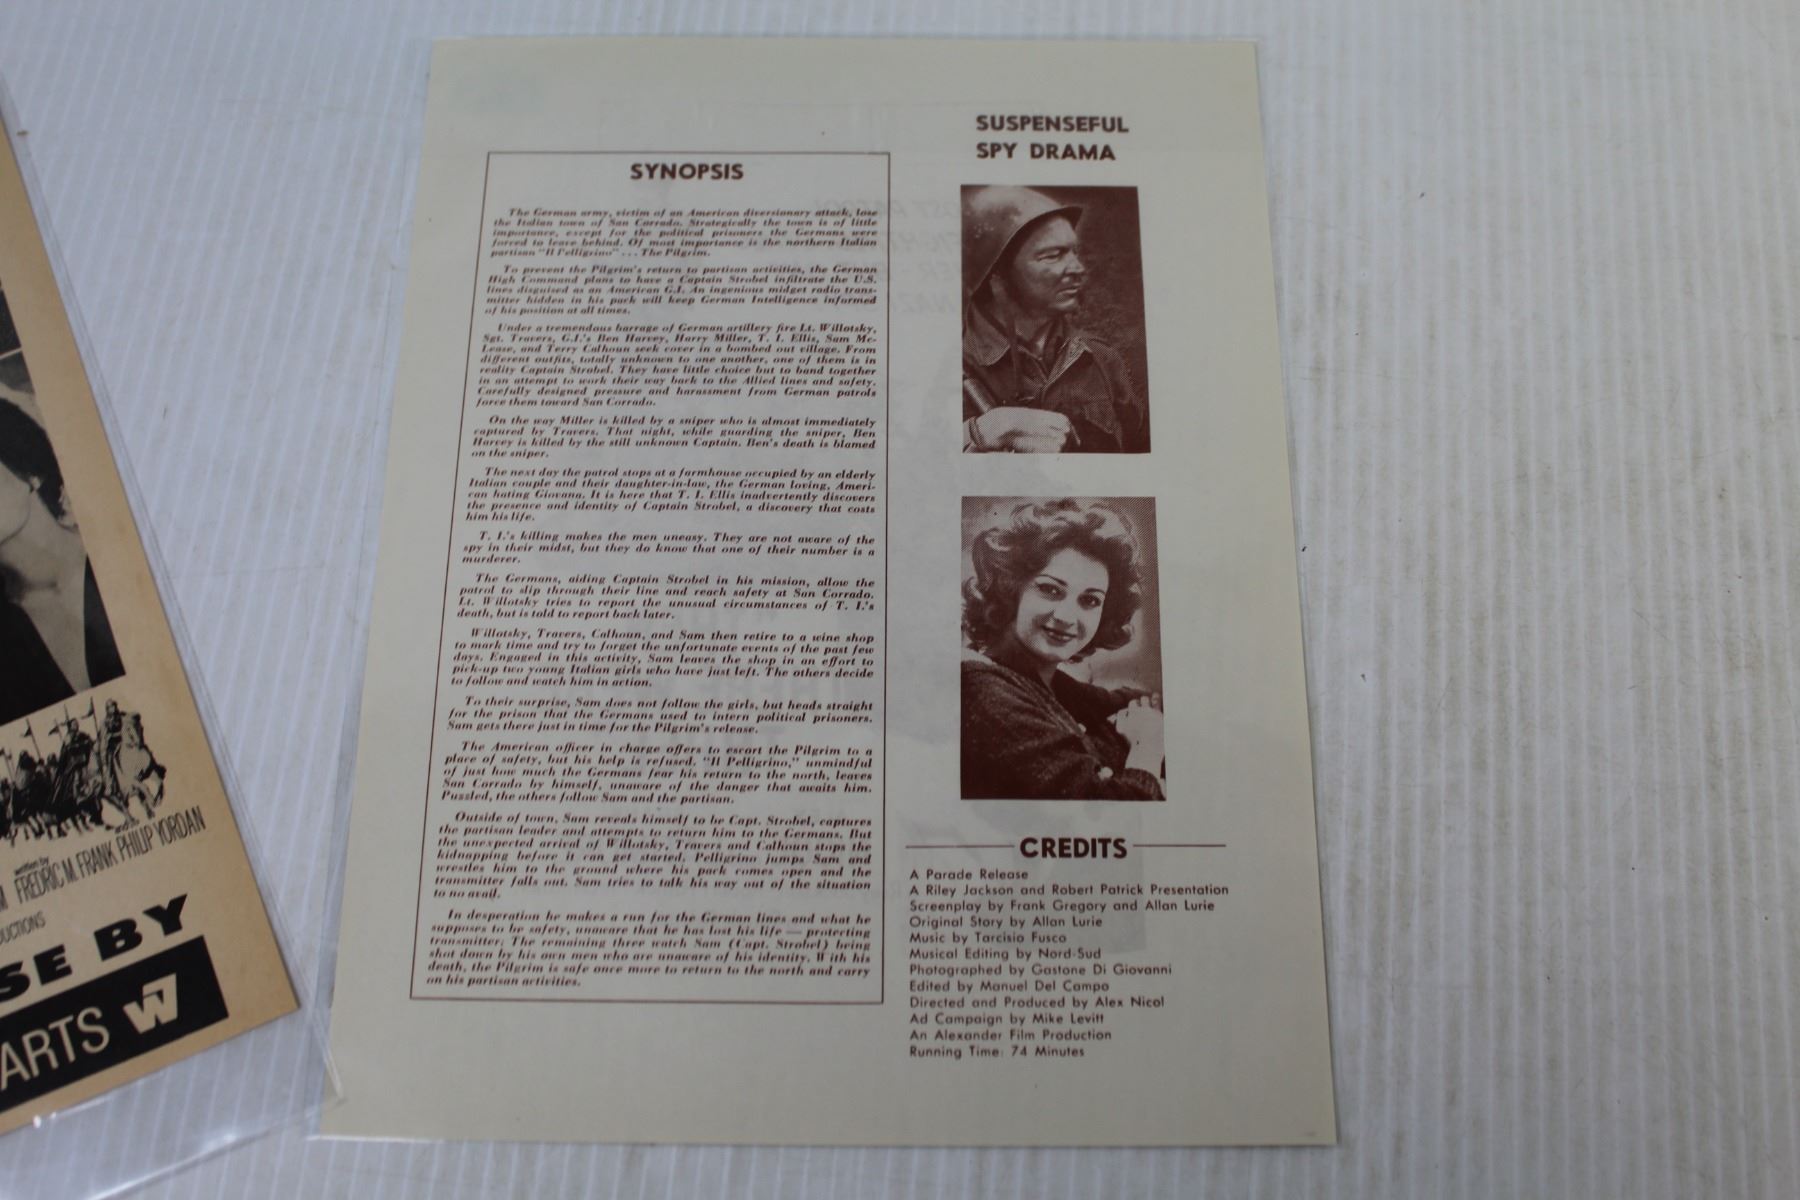 SYNOPSIS
The German army, victim of an American diversionary attack, lose
the Italian town of San Corrado. Strategically the town is of little
importance, except for the political prisoners the Germans were
forced to leave behind. Of most importance is the northern Italian
partisan "Il Pelligrino" . . . The Pilgrim.
To prevent the Pilgrim's return to partisan activities, the German
High Command plans to have a Captain Strobel infiltrate the U.S.
lines disguised as an American G.I. An ingenious midget radio trans-
mitter hidden in his pack will keep German Intelligence informed
of his position at all times.
Under a tremendous barrage of German artillery fire Lt. Willotsky,
Sgt. Travers, G.I.'s Ben Harvey, Harry Miller, T. I. Ellis, Sam Mc-
Lease, and Terry Calhoun seek cover in a bombed out village. From
different outfits, totally unknown to one another, one of them is in
reality Captain Strobel. They have little choice but to band together
in an attempt to work their way back to the Allied lines and safety.
Carefully designed pressure and harassment from German patrols
force them toward San Corrado.
On the way Miller is killed by a sniper who is almost immediately
captured by Travers. That night, while guarding the sniper, Ben
Harvey is killed by the still unknown Captain. Ben's death is blamed
on the sniper.
The next day the patrol stops at a farmhouse occupied by an elderly
Italian couple and their daughter-in-law, the German loving, Ameri-
can hating Giovana. It is here that T. I. Ellis inadvertently discovers
the presence and identity of Captain Strobel, a discovery that costs
him his life.
T. I.'s killing makes the men uneasy. They are not aware of the
spy in their midst, but they do know that one of their number is a
murderer.
The Germans, aiding Captain Strobel in his mission, allow the
patrol to slip through their line and reach safety at San Corrado.
Lt. Willotsky tries to report the unusual circumstances of T. I.'s
death, but is told to report back later.
Willotsky, Travers, Calhoun, and Sam then retire to a wine shop
to mark time and try to forget the unfortunate events of the past few
days. Engaged in this activity, Sam leaves the shop in an effort to
pick-up two young Italian girls who have just left. The others decide
to follow and watch him in action.
To their surprise, Sam does not follow the girls, but heads straight
for the prison that the Germans used to intern political prisoners.
Sam gets there just in time for the Pilgrim's release.
The American officer in charge offers to escort the Pilgrim to a
place of safety, but his help is refused. "Il Pelligrino," unmindful
of just how much the Germans fear his return to the north, leaves
San Corrado by himself, unaware of the danger that awaits him.
Puzzled, the others follow Sam and the partisan.
Outside of town, Sam reveals himself to be Capt. Strobel, captures
the partisan leader and attempts to return him to the Germans. But
the unexpected arrival of Willotsky, Travers and Calhoun stops the
kidnapping before it can get started. Pelligrino jumps Sam and
wrestles him to the ground where his pack comes open and the
transmitter falls out. Sam tries to talk his way out of the situation
to no avail.
In desperation he makes a run for the German lines and what he
supposes to be safety, unaware that he has lost his life — protecting
transmitter; The remaining three watch Sam (Capt. Strobel) being
shot down by his own men who are unaware of his identity. With his
death, the Pilgrim is safe once more to return to the north and carry
on his partisan activities.
SUSPENSEFUL
SPY DRAMA
CREDITS
A Parade Release
A Riley Jackson and Robert Patrick Presentation
Screenplay by Frank Gregory and Allan Lurie
Original Story by Allan Lurie
Music by Tarcisio Fusco
Musical Editing by Nord-Sud
Photographed by Gastone Di Giovanni
Edited by Manuel Del Campo
Directed and Produced by Alex Nicol
Ad Campaign by Mike Levitt
An Alexander Film Production
Running Time: 74 Minutes
written by
FREDRIC M. FRANK PHILIP YORDAN
and
UCTIONS
SE BY
ARTS W7